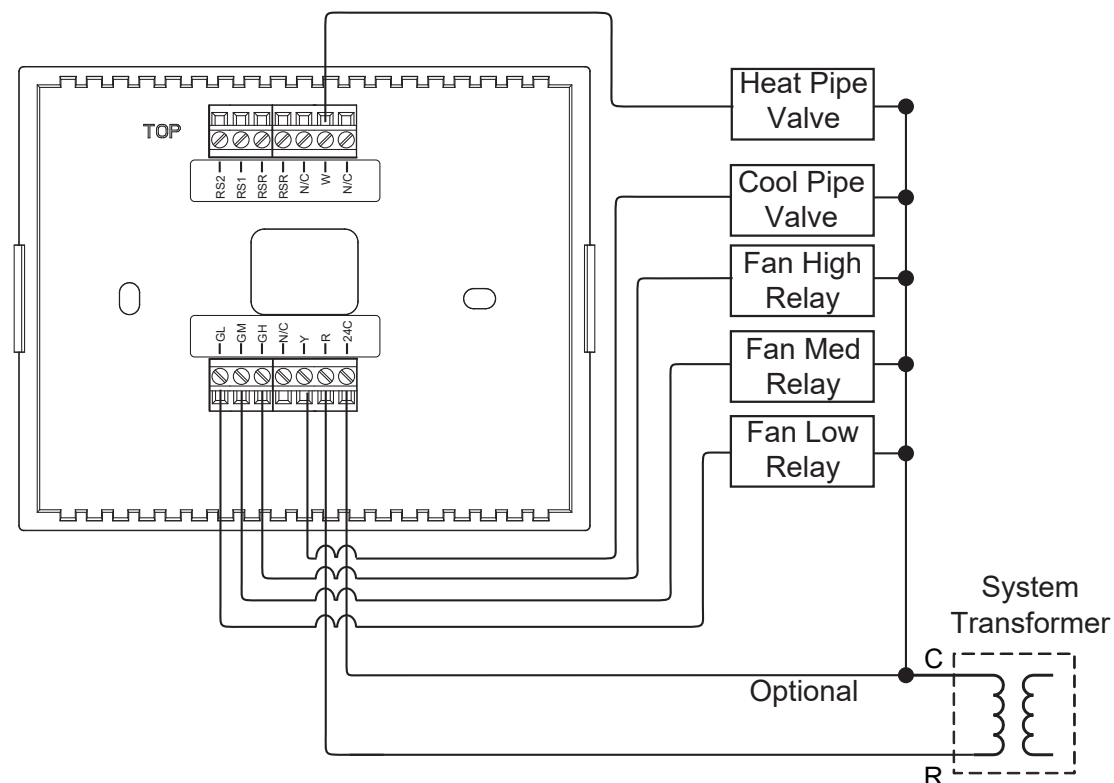 TOP
RS2
RS1
RSR
RSR
N/C
W
N/C
GL
GM
GH
N/C
Y
R
24C
Heat Pipe
Valve
Cool Pipe
Valve
Fan High
Relay
Fan Med
Relay
Fan Low
Relay
System
Transformer
C
Optional
R